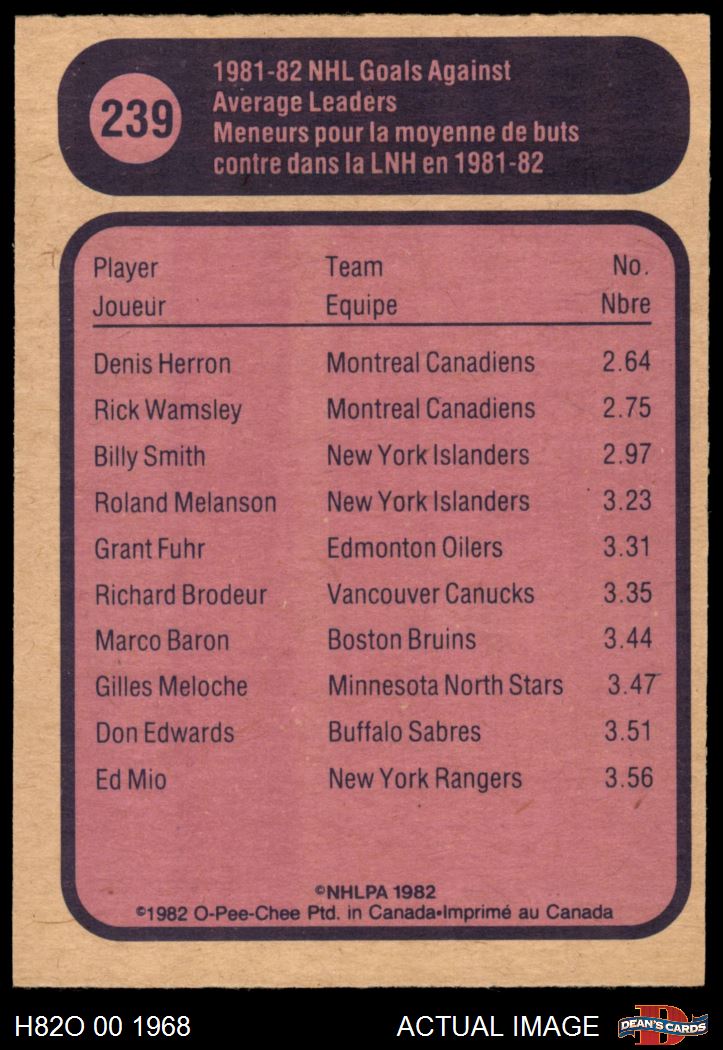 239
1981-82 NHL Goals Against
Average Leaders
Meneurs pour la moyenne de buts
contre dans la LNH en 1981-82
Player Team No.
Joueur Equipe Nbre
Denis Herron Montreal Canadiens 2.64
Rick Wamsley Montreal Canadiens 2.75
Billy Smith New York Islanders 2.97
Roland Melanson New York Islanders 3.23
Grant Fuhr Edmonton Oilers 3.31
Richard Brodeur Vancouver Canucks 3.35
Marco Baron Boston Bruins 3.44
Gilles Meloche Minnesota North Stars 3.47
Don Edwards Buffalo Sabres 3.51
Ed Mio New York Rangers 3.56
©NHLPA 1982
©1982 O-Pee-Chee Ptd. in Canada•Imprimé au Canada
H82O 00 1968 ACTUAL IMAGE D DEAN'S CARDS